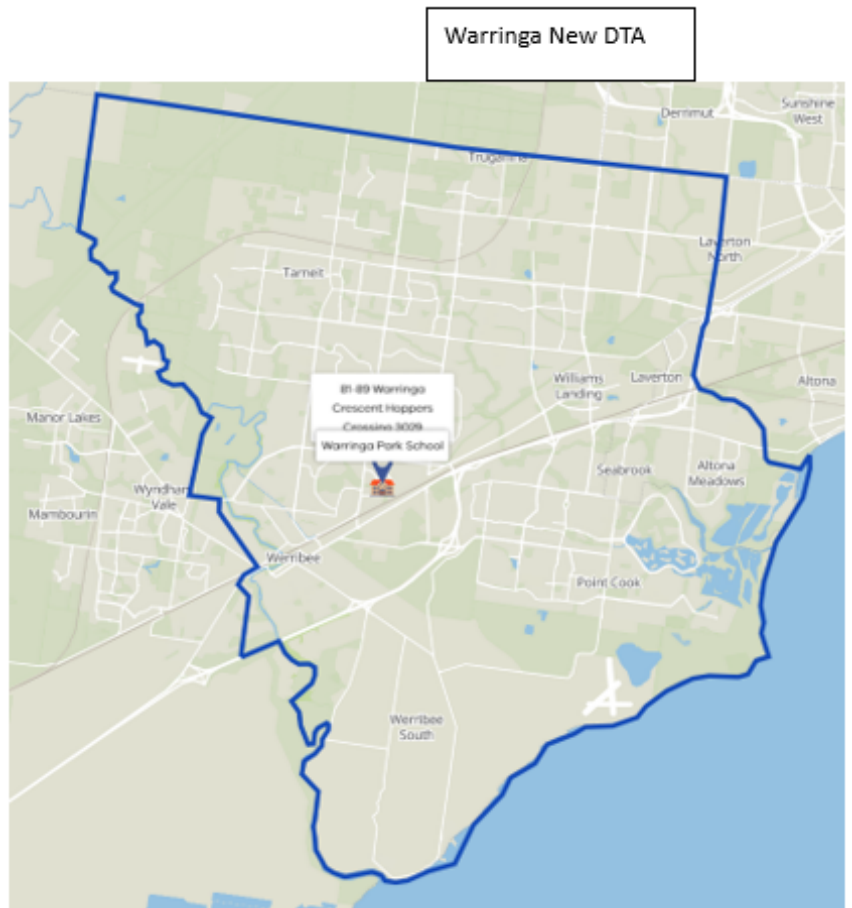 Warringa New DTA
Derrimut
Sunshine
West
Truganina
Laverton
North
Tarneit
81-89 Warringa
Crescent Hoppers
Crossing 3029
Warringa Park School
Williams
Landing
Laverton
Altona
Manor Lakes
Seabrook
Altona
Meadows
Wyndham
Vale
Mambourin
Werribee
Point Cook
Werribee
South